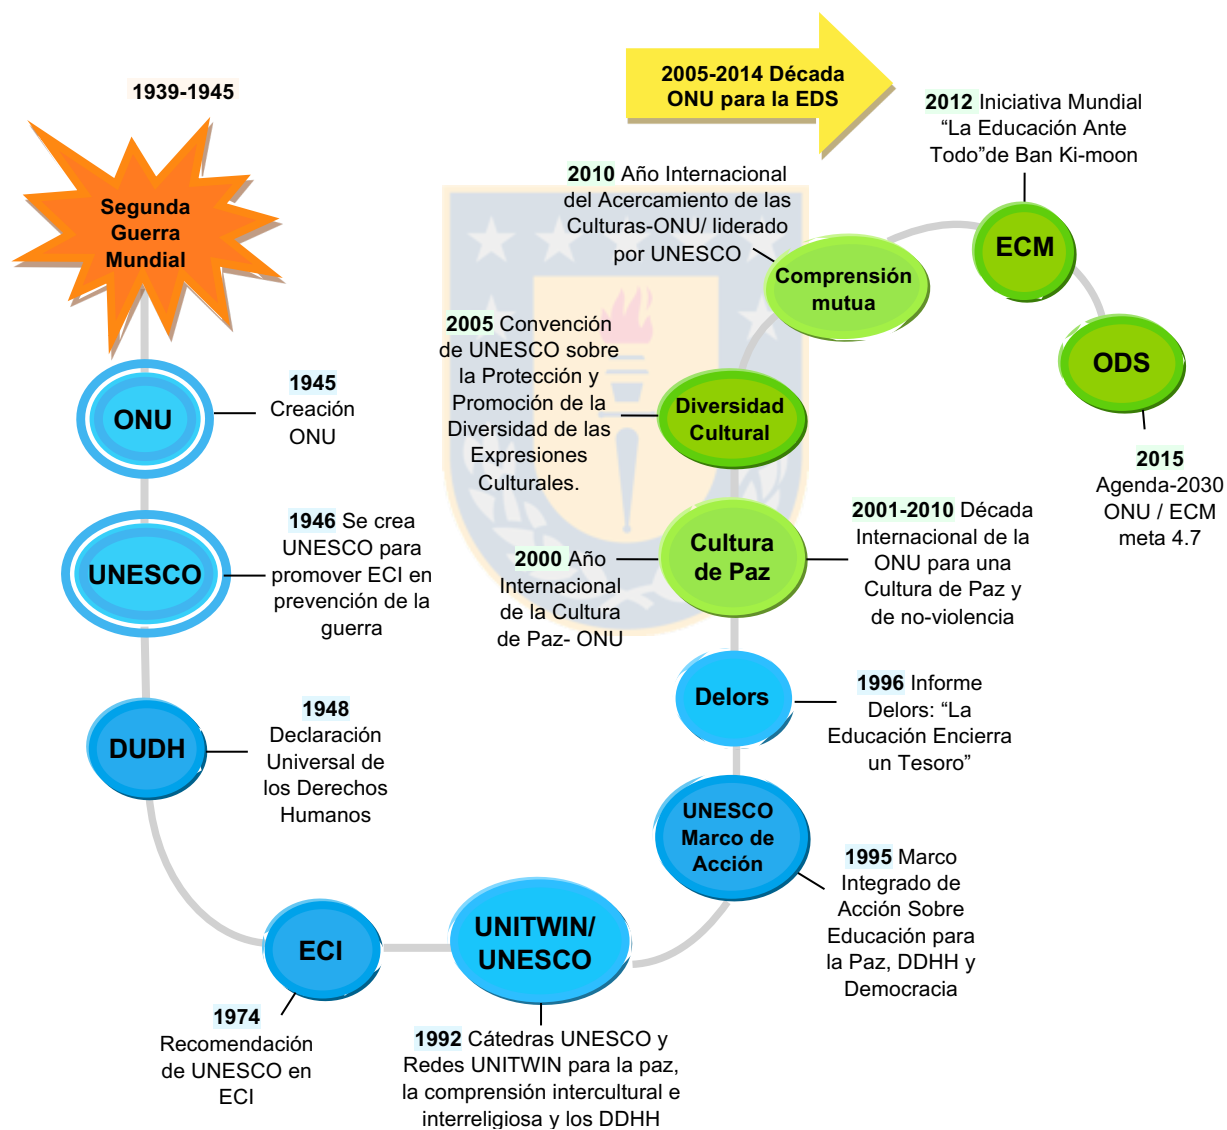 1939-1945
Segunda
Guerra
Mundial
ONU
1945
Creación
ONU
UNESCO
1946 Se crea
UNESCO para
promover ECI en
prevención de la
guerra
DUDH
1948
Declaración
Universal de
los Derechos
Humanos
ECI
1974
Recomendación
de UNESCO en
ECI
UNITWIN/
UNESCO
1992 Cátedras UNESCO y
Redes UNITWIN para la paz,
la comprensión intercultural e
interreligiosa y los DDHH
UNESCO
Marco de
Acción
1995 Marco
Integrado de
Acción Sobre
Educación para
la Paz, DDHH y
Democracia
Delors
1996 Informe
Delors: “La
Educación Encierra
un Tesoro”
Cultura
de Paz
2000 Año
Internacional
de la Cultura
de Paz- ONU
2001-2010 Década
Internacional de la
ONU para una
Cultura de Paz y
de no-violencia
Diversidad
Cultural
2005 Convención
de UNESCO sobre
la Protección y
Promoción de la
Diversidad de las
Expresiones
Culturales.
2005-2014 Década
ONU para la EDS
Comprensión
mutua
2010 Año Internacional
del Acercamiento de las
Culturas-ONU/ liderado
por UNESCO
ECM
2012 Iniciativa Mundial
“La Educación Ante
Todo”de Ban Ki-moon
ODS
2015
Agenda-2030
ONU / ECM
meta 4.7